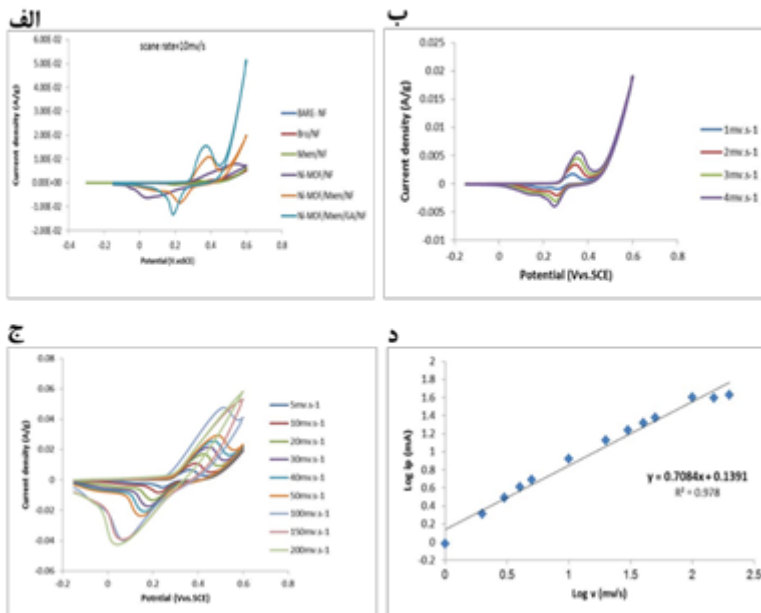 الف
scane rate=10mv/s
6.00E-02
5.00E-02
4.00E-02
3.00E-02
2.00E-02
1.00E-02
0.00E+00
-1.00E-02
-2.00E-02
-0.4
-0.2
0
0.2
0.4
0.6
0.8
Current density (A/g)
Potential (V.vsSCE)
BARE- NF
Bro/NF
Mxen/NF
Ni-MOF/NF
Ni-MOF/Mxen/NF
Ni-MOF/Mxen/GA/NF
ب
0.025
0.02
0.015
0.01
0.005
0
-0.005
-0.01
-0.2
0
0.2
0.4
0.6
0.8
Current density (A/g)
Potential (Vvs.SCE)
1mv.s-1
2mv.s-1
3mv.s-1
4mv.s-1
ج
0.08
0.06
0.04
0.02
0
-0.02
-0.04
-0.06
-0.2
0
0.2
0.4
0.6
0.8
Current density (A/g)
Potential (Vvs.SCE)
5mv.s-1
10mv.s-1
20mv.s-1
30mv.s-1
40mv.s-1
50mv.s-1
100mv.s-1
150mv.s-1
200mv.s-1
د
2
1.8
1.6
1.4
1.2
1
0.8
0.6
0.4
0.2
0
-0.2
0
0.5
1
1.5
2
2.5
Log ip (mA)
Log v (mv/s)
y = 0.7084x + 0.1391
R² = 0.978